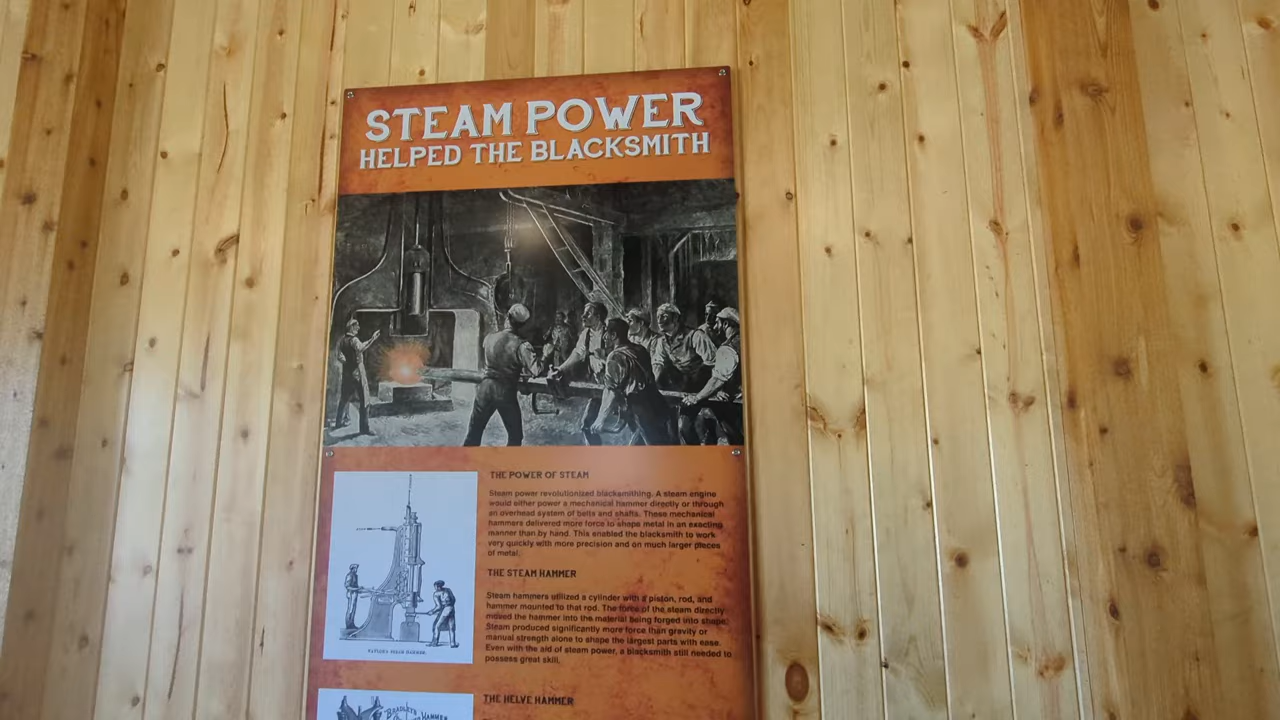 STEAM POWER
HELPED THE BLACKSMITH
THE POWER OF STEAM
Steam power revolutionized blacksmithing. A steam engine
would either power a mechanical hammer directly or through
an overhead system of belts and shafts. These mechanical
hammers delivered more force to shape metal in an exacting
manner than by hand. This enabled the blacksmith to work
very quickly with more precision and on much larger pieces
of metal.
THE STEAM HAMMER
Steam hammers utilized a cylinder with a piston, rod, and
hammer mounted to that rod. The force of the steam directly
moved the hammer into the material being forged into shape.
Steam produced significantly more force than gravity or
manual strength alone to shape the largest parts with ease.
Even with the aid of steam power, a blacksmith still needed to
possess great skill.
STEAM HAMMER.
THE HELVE HAMMER
BRADLEY'S
HAMMER